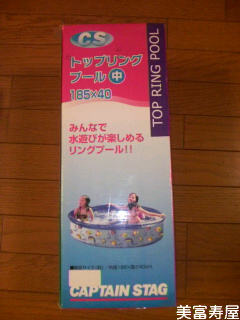 CS
トップリング
プール 中
185×40
TOP RING POOL
みんなで
水遊びが楽しめる
リングプール!!
CAPTAIN STAG
美富寿屋